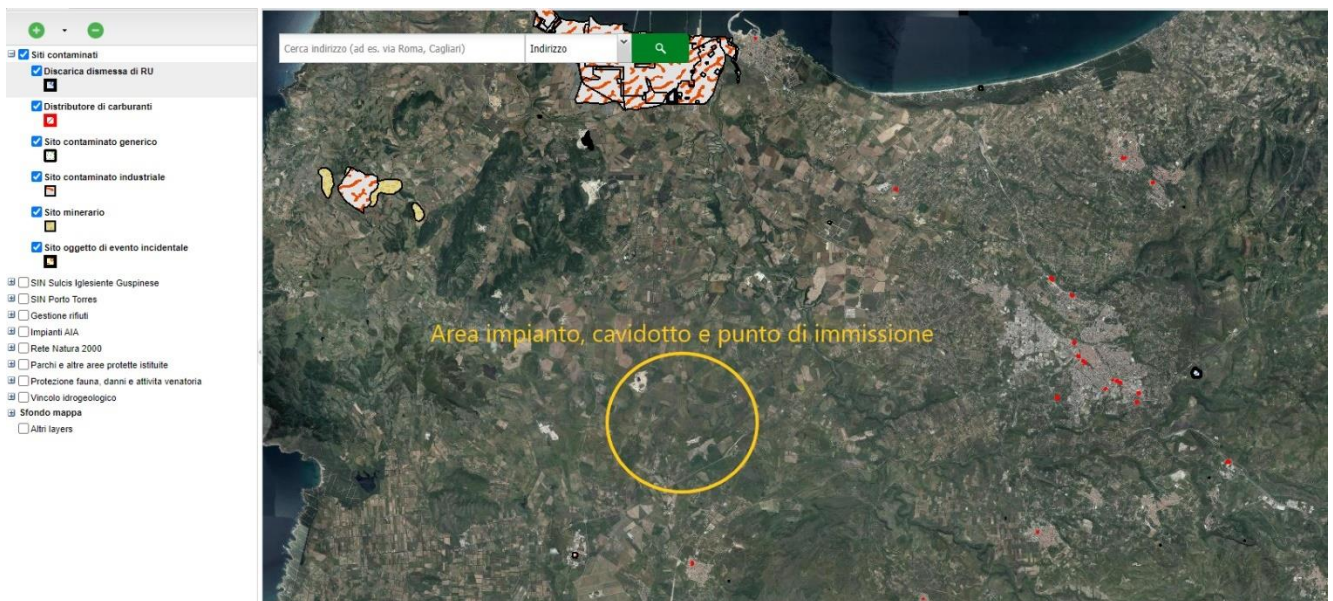 Siti contaminati
Discarica dismessa di RU
Distributore di carburanti
Sito contaminato generico
Sito contaminato industriale
Sito minerario
Sito oggetto di evento incidentale
SIN Sulcis Iglesiente Guspinese
SIN Porto Torres
Gestione rifiuti
Impianti AIA
Rete Natura 2000
Parchi e altre aree protette istituite
Protezione fauna, danni e attivita venatoria
Vincolo idrogeologico
Sfondo mappa
Altri layers
Cerca indirizzo (ad es. via Roma, Cagliari) Indirizzo
Area impianto, cavidotto e punto di immissione